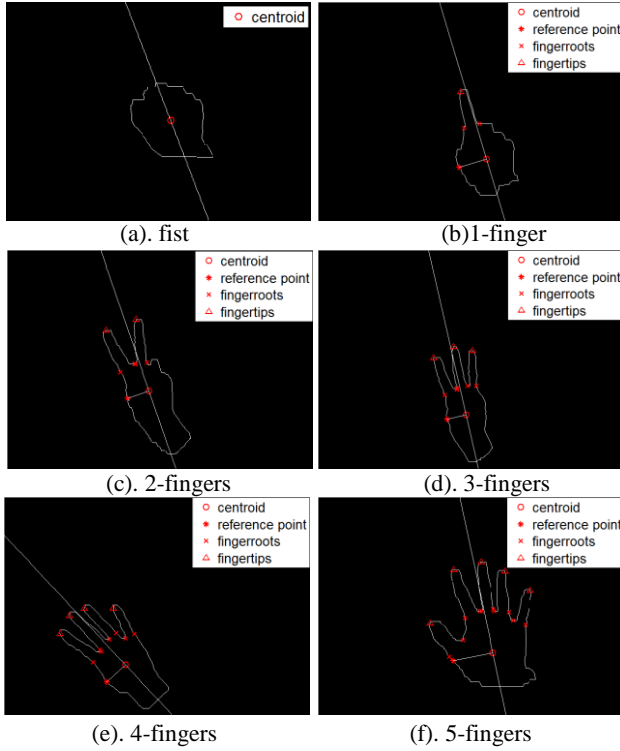 centroid
(a). fist
centroid
reference point
fingerroots
fingertips
(b)1-finger
centroid
reference point
fingerroots
fingertips
(c). 2-fingers
centroid
reference point
fingerroots
fingertips
(d). 3-fingers
centroid
reference point
fingerroots
fingertips
(e). 4-fingers
centroid
reference point
fingerroots
fingertips
(f). 5-fingers